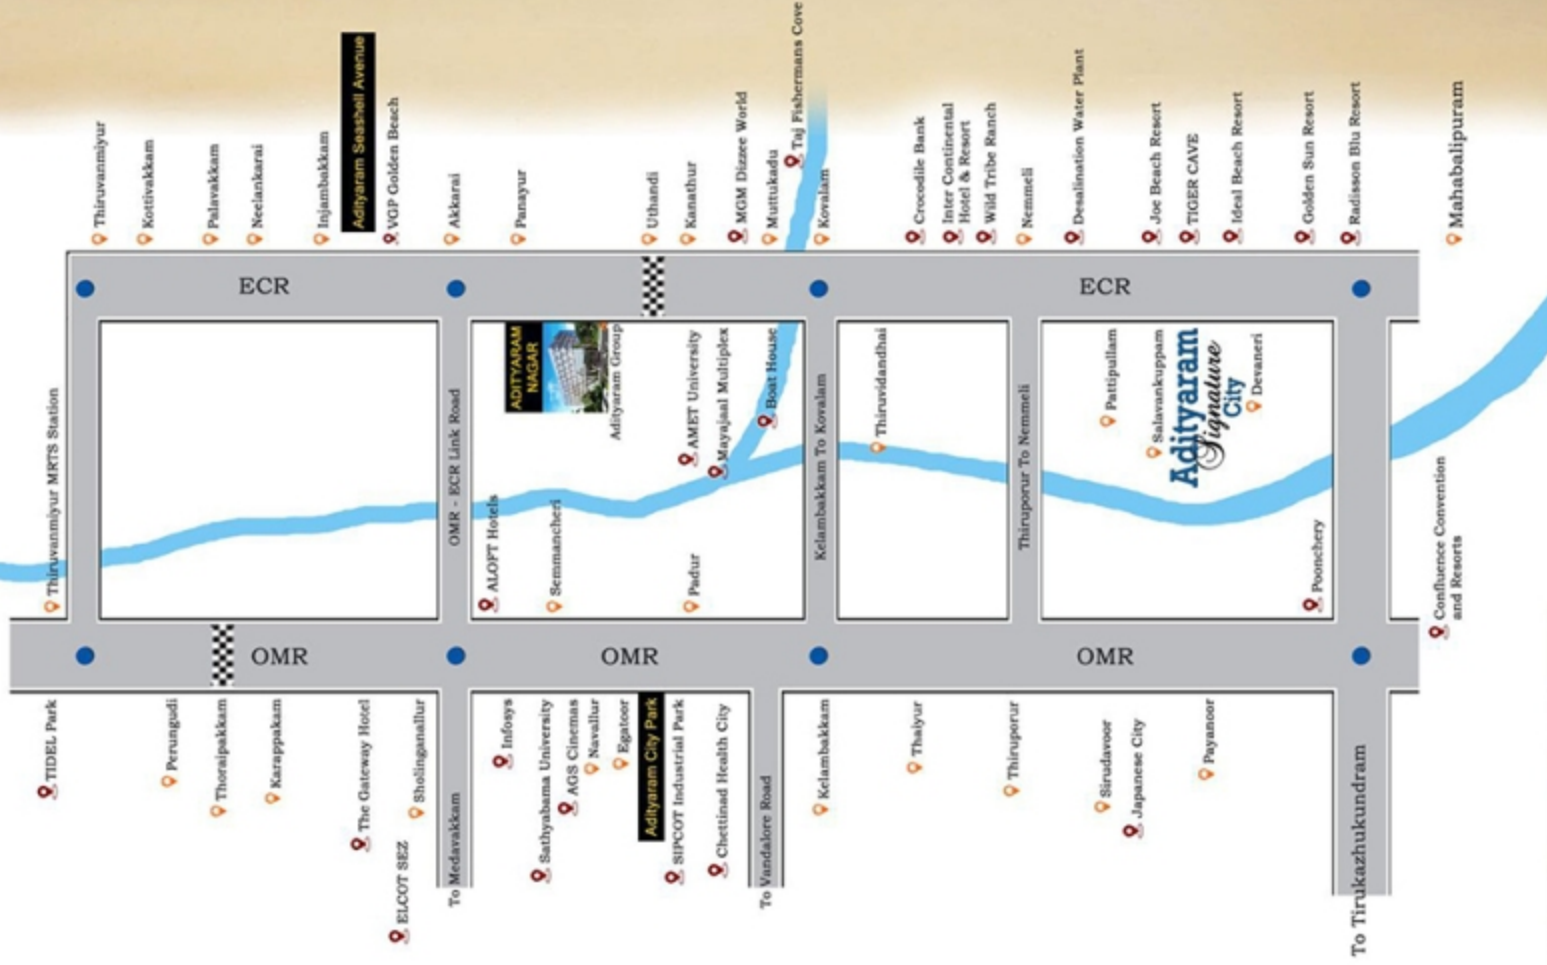 Thiruvanmiyur
Kottivakkam
Palavakkam
Neelankarai
Injambakkam
Adityaram Seashell Avenue
VGP Golden Beach
Akkarai
Panayur
Uthandi
Kanathur
MGM Dizzee World
Muttukadu
Taj Fishermans Cove
Kovalam
Crocodile Bank
Inter Continental
Hotel & Resort
Wild Tribe Ranch
Nemmeli
Desalination Water Plant
Joe Beach Resort
TIGER CAVE
Ideal Beach Resort
Golden Sun Resort
Radisson Blu Resort
Mahabalipuram
ECR
ECR
Thiruvanmiyur MRTS Station
OMR - ECR Link Road
ADITYARAM
NAGAR
Adityaram Group
ALOFT Hotels
Semmancheri
AMET University
Mayajaal Multiplex
Boat House
Padur
Kelambakkam To Kovalam
Thiruvidandhai
Thiruporur To Nemmeli
Pattipullam
Salavankuppam
Adityaram
Signature
City
Devaneri
Poonchery
Confluence Convention
and Resorts
OMR
OMR
OMR
TIDEL Park
Perungudi
Thoraipakkam
Karappakam
The Gateway Hotel
ELCOT SEZ
Sholinganallur
To Medavakkam
Infosys
Sathyabama University
AGS Cinemas
Navallur
Egatoor
Adityaram City Park
SIPCOT Industrial Park
Chettinad Health City
To Vandalore Road
Kelambakkam
Thaiyur
Thiruporur
Sirudavoor
Japanese City
Payanoor
To Tirukazhukundram